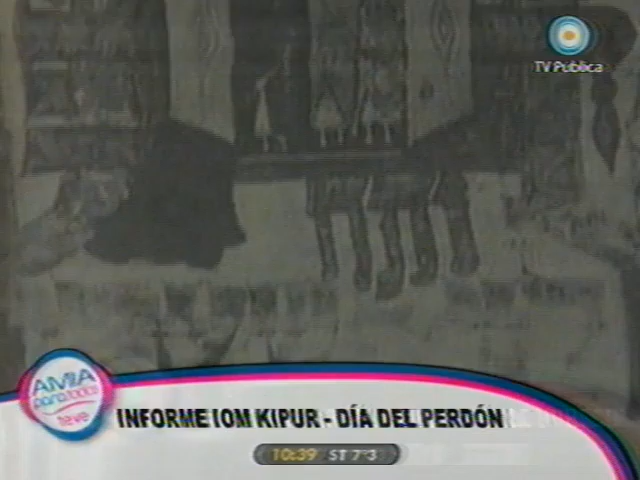 TV Pública
AMIA
para todos
teve
INFORME IOM KIPUR - DÍA DEL PERDÓN
10:39 ST 7°3